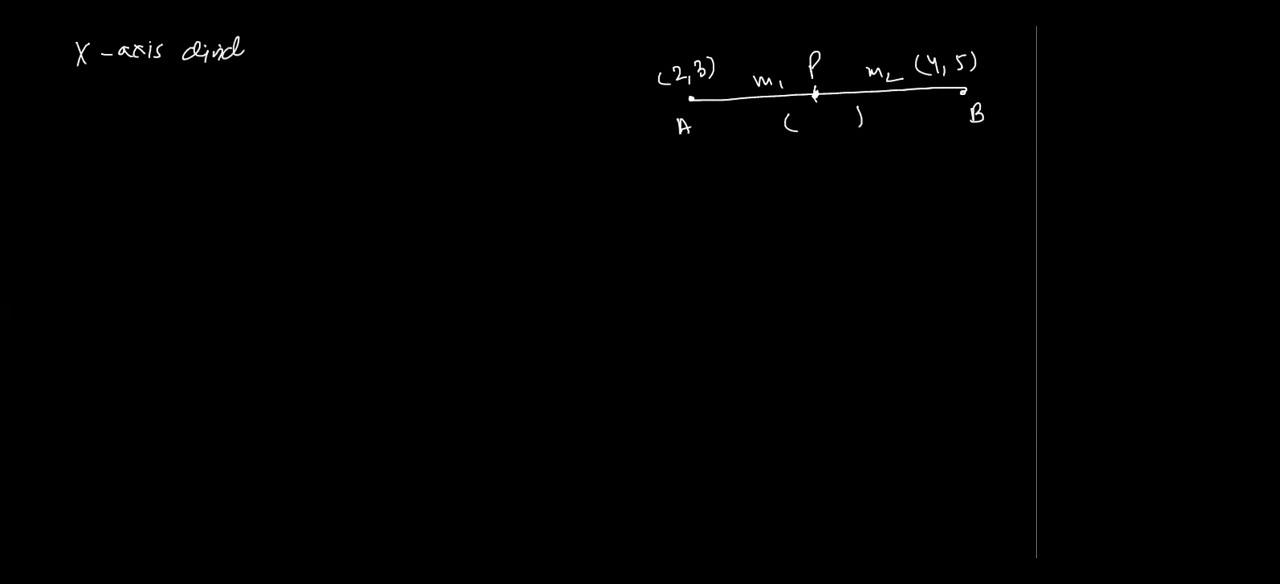 X-axis divid
(2,3) m₁ P m₂ (4,5)
A ( ) B